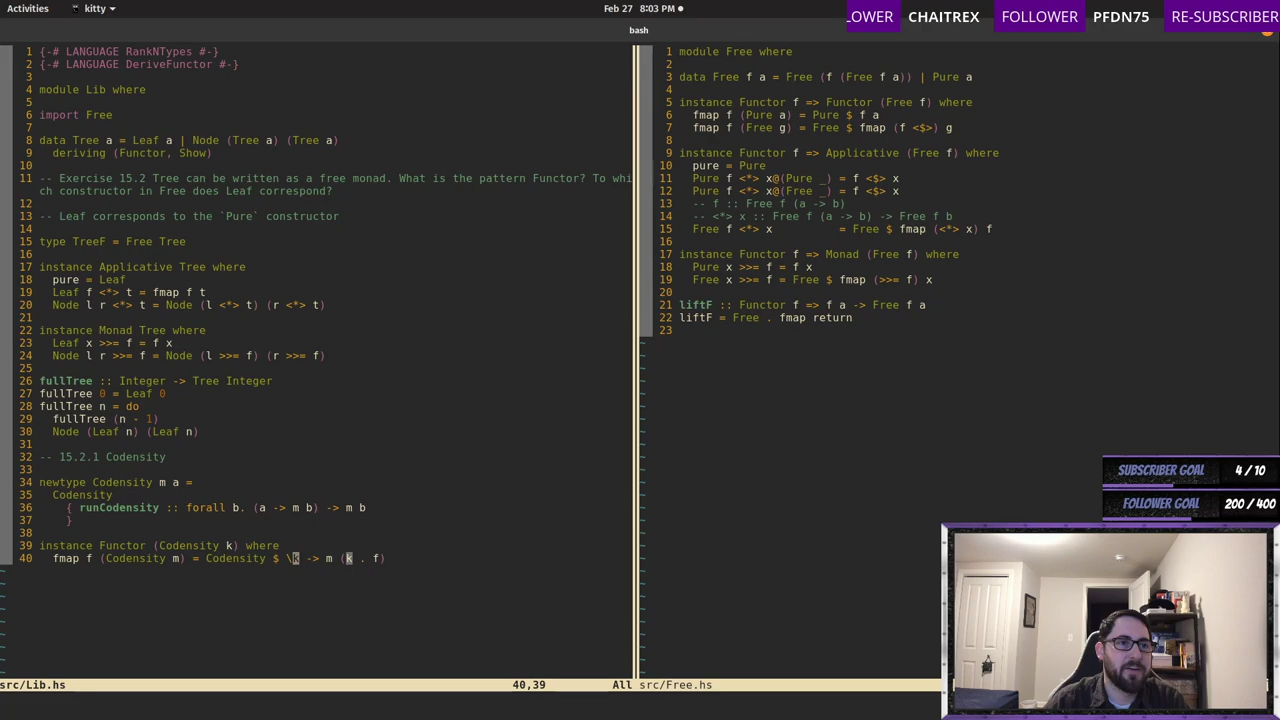 Activities
kitty
Feb 27 8:03 PM
LOWER CHAITREX FOLLOWER PFDN75 RE-SUBSCRIBER
bash
1 {-# LANGUAGE RankNTypes #-}
2 {-# LANGUAGE DeriveFunctor #-}
3
4 module Lib where
5
6 import Free
7
8 data Tree a = Leaf a | Node (Tree a) (Tree a)
9   deriving (Functor, Show)
10
11 -- Exercise 15.2 Tree can be written as a free monad. What is the pattern Functor? To whi
ch constructor in Free does Leaf correspond?
12
13 -- Leaf corresponds to the `Pure` constructor
14
15 type TreeF = Free Tree
16
17 instance Applicative Tree where
18   pure = Leaf
19   Leaf f <*> t = fmap f t
20   Node l r <*> t = Node (l <*> t) (r <*> t)
21
22 instance Monad Tree where
23   Leaf x >>= f = f x
24   Node l r >>= f = Node (l >>= f) (r >>= f)
25
26 fullTree :: Integer -> Tree Integer
27 fullTree 0 = Leaf 0
28 fullTree n = do
29   fullTree (n - 1)
30   Node (Leaf n) (Leaf n)
31
32 -- 15.2.1 Codensity
33
34 newtype Codensity m a =
35   Codensity
36     { runCodensity :: forall b. (a -> m b) -> m b
37     }
38
39 instance Functor (Codensity k) where
40   fmap f (Codensity m) = Codensity $ \k -> m (k . f)
~
~
~
~
~
~
~
~
~
src/Lib.hs 40,39 All
1 module Free where
2
3 data Free f a = Free (f (Free f a)) | Pure a
4
5 instance Functor f => Functor (Free f) where
6   fmap f (Pure a) = Pure $ f a
7   fmap f (Free g) = Free $ fmap (f <$>) g
8
9 instance Functor f => Applicative (Free f) where
10   pure = Pure
11   Pure f <*> x@(Pure _) = f <$> x
12   Pure f <*> x@(Free _) = f <$> x
13   -- f :: Free f (a -> b)
14   -- <*> x :: Free f (a -> b) -> Free f b
15   Free f <*> x          = Free $ fmap (<*> x) f
16
17 instance Functor f => Monad (Free f) where
18   Pure x >>= f = f x
19   Free x >>= f = Free $ fmap (>>= f) x
20
21 liftF :: Functor f => f a -> Free f a
22 liftF = Free . fmap return
23
src/Free.hs
SUBSCRIBER GOAL 4 / 10
FOLLOWER GOAL 200 / 400